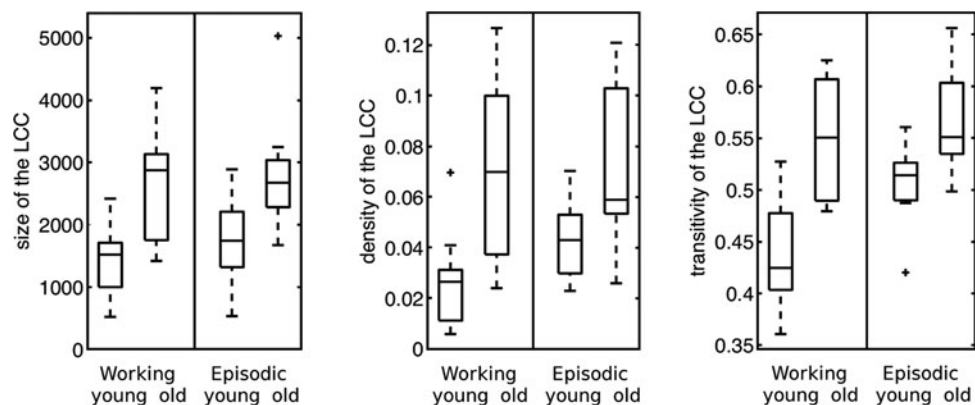 size of the LCC
5000
4000
3000
2000
1000
0
Working Episodic
young old young old
density of the LCC
0.12
0.1
0.08
0.06
0.04
0.02
0
Working Episodic
young old young old
transitivity of the LCC
0.65
0.6
0.55
0.5
0.45
0.4
0.35
Working Episodic
young old young old